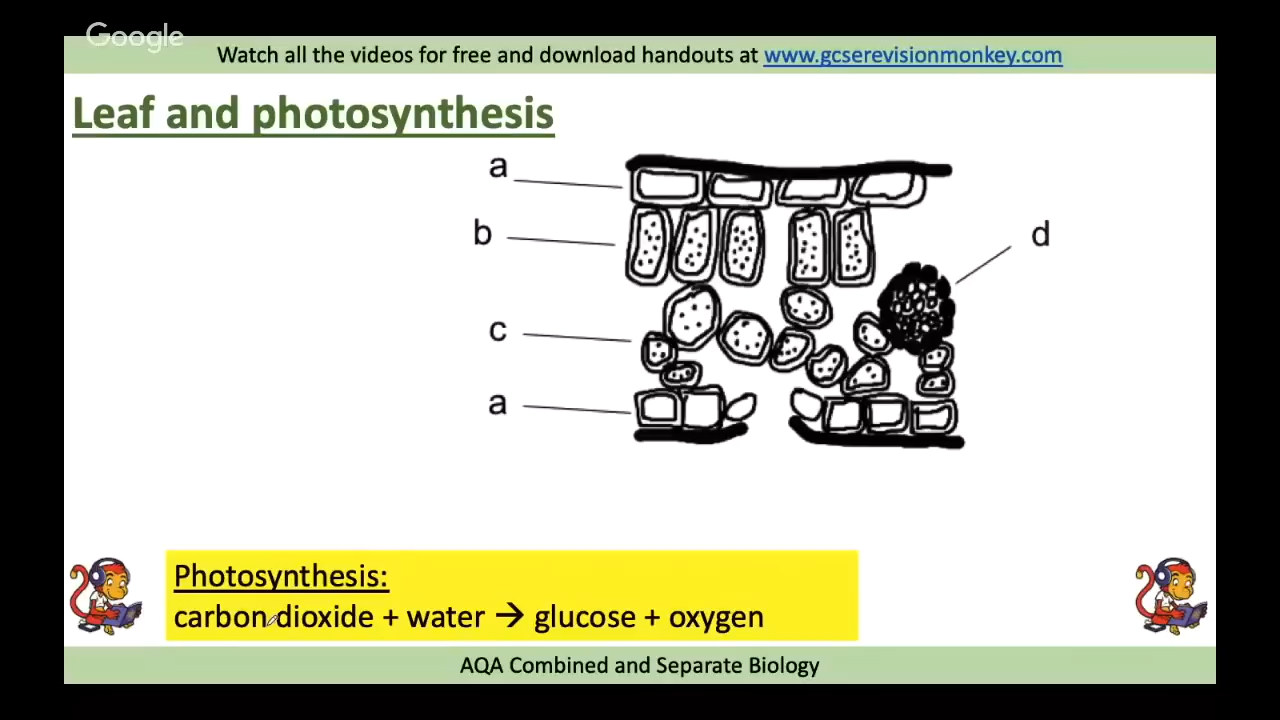 Google
Watch all the videos for free and download handouts at www.gcserevisionmonkey.com
Leaf and photosynthesis
a
b
d
c
a
Photosynthesis:
carbon dioxide + water → glucose + oxygen
AQA Combined and Separate Biology